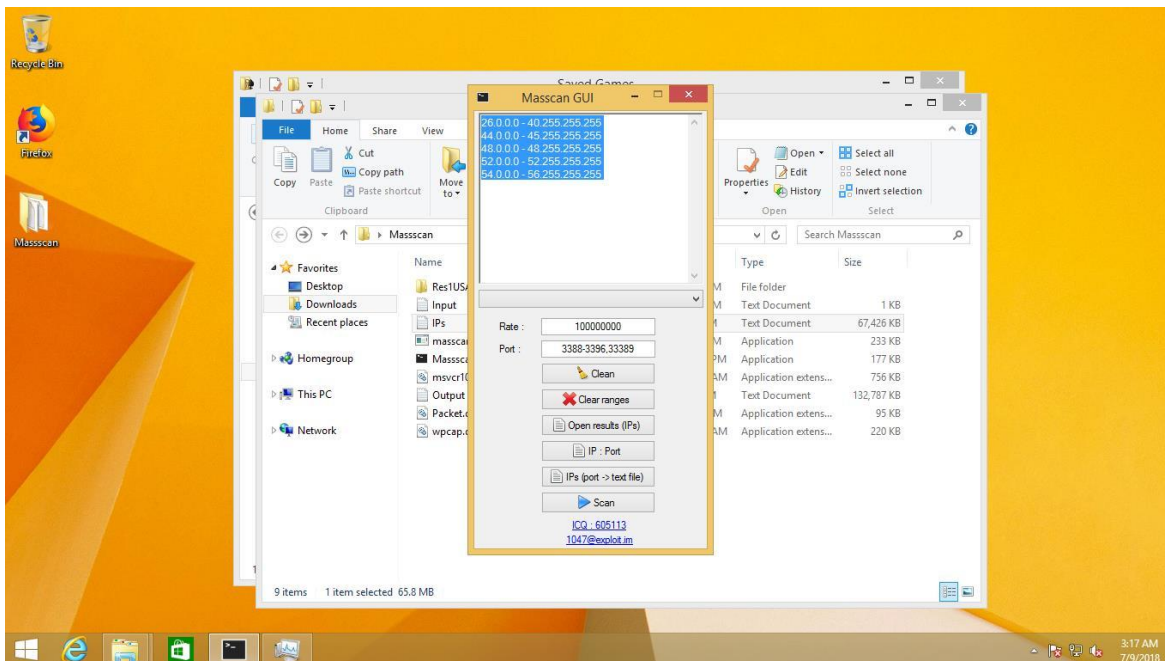 Recycle Bin
Firefox
Massscan
Saved Games
Masscan GUI
26.0.0.0 - 40.255.255.255
44.0.0.0 - 45.255.255.255
48.0.0.0 - 48.255.255.255
52.0.0.0 - 52.255.255.255
54.0.0.0 - 56.255.255.255
Rate : 100000000
Port : 3388-3396,33389
Clean
Clear ranges
Open results (IPs)
IP : Port
IPs (port -> text file)
Scan
ICQ : 605113
1047@exploit.im
File Home Share View
Copy
Paste
Cut
Copy path
Paste shortcut
Move to
Clipboard
Properties
Open
Edit
History
Open
Select all
Select none
Invert selection
Select
Massscan
Search Massscan
Favorites
Desktop
Downloads
Recent places
Homegroup
This PC
Network
Name Type Size
File folder
Input Text Document 1 KB
IPs Text Document 67,426 KB
Application 233 KB
Application 177 KB
Application extens... 756 KB
Output Text Document 132,787 KB
Application extens... 95 KB
Application extens... 220 KB
9 items 1 item selected 65.8 MB
3:17 AM
7/9/2018